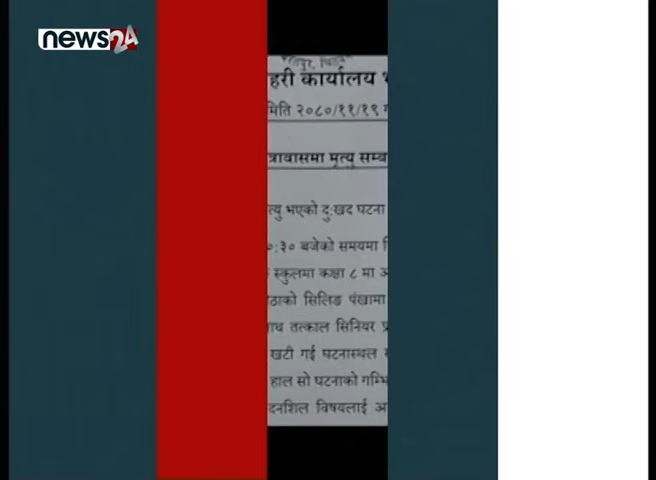 news24
हरी कार्यालय
मिति २०८०/११/१९
त्रावासमा मृत्यु सम्ब
त्यु भएको दुःखद घटना
०:३० बजेको समयमा
स्कुलमा कक्षा ८ मा
ठाको सिलिङ पंखामा
ाथ तत्काल सिनियर प्र
खटी गई घटनास्थल
हाल सो घटनाको गम्भि
दनशिल विषयलाई अ